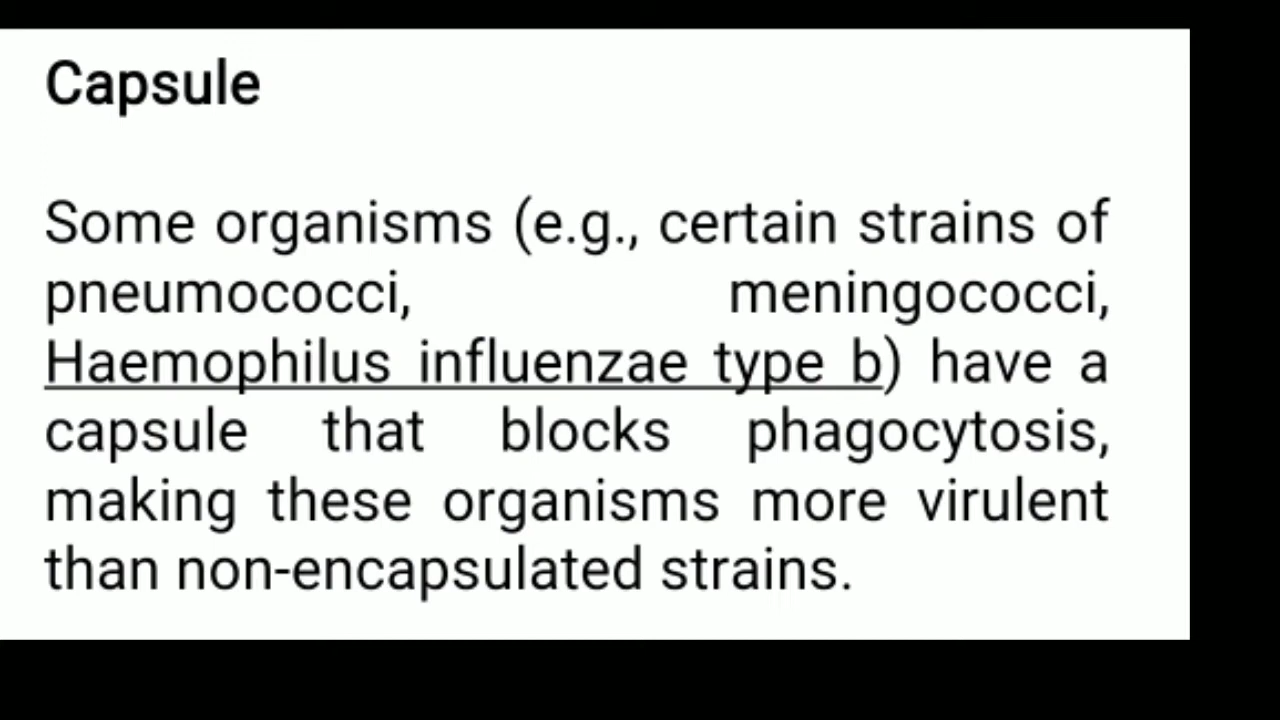 Capsule
Some organisms (e.g., certain strains of
pneumococci, meningococci,
Haemophilus influenzae type b) have a
capsule that blocks phagocytosis,
making these organisms more virulent
than non-encapsulated strains.